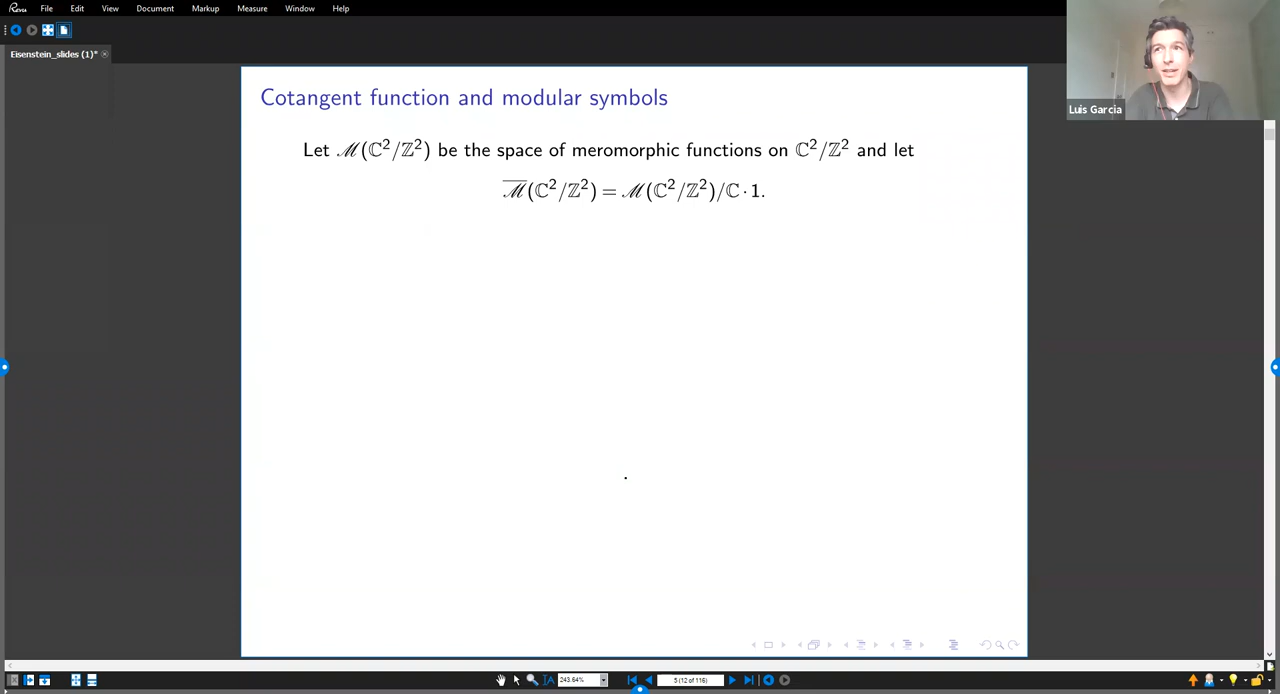 Revu File Edit View Document Markup Measure Window Help
Eisenstein_slides (1)*
Luis Garcia
Cotangent function and modular symbols
Let ℳ(ℂ²/ℤ²) be the space of meromorphic functions on ℂ²/ℤ² and let
ℳ̅(ℂ²/ℤ²) = ℳ(ℂ²/ℤ²)/ℂ · 1.
243.64% 5 (12 of 116)